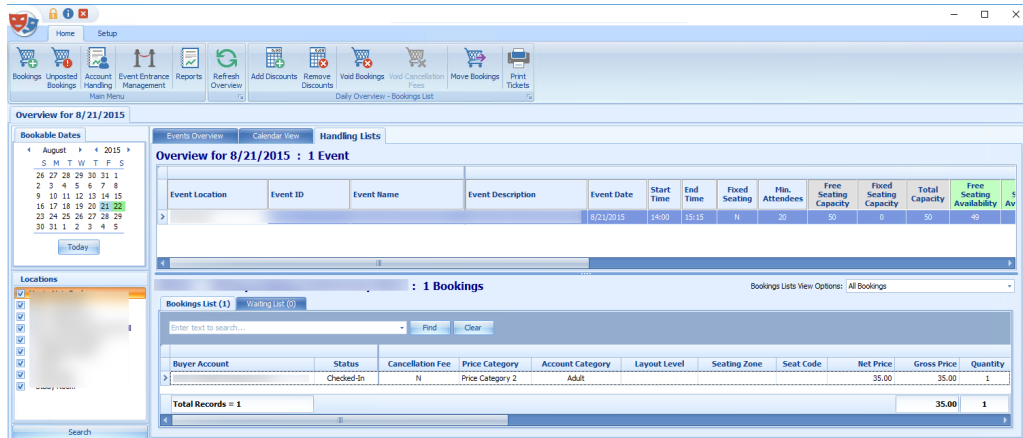 Home Setup
Bookings Unposted Bookings Account Handling Event Entrance Management Reports Refresh Overview Add Discounts Remove Discounts Void Bookings Void Cancellation Fees Move Bookings Print Tickets
Main Menu Daily Overview - Bookings List
Overview for 8/21/2015
Bookable Dates
August 2015
S M T W T F S
26 27 28 29 30 31 1
2 3 4 5 6 7 8
9 10 11 12 13 14 15
16 17 18 19 20 21 22
23 24 25 26 27 28 29
30 31 1 2 3 4 5
Today
Locations
Search
Events Overview Calendar View Handling Lists
Overview for 8/21/2015 : 1 Event
Event Location Event ID Event Name Event Description Event Date Start Time End Time Fixed Seating Min. Attendees Free Seating Capacity Fixed Seating Capacity Total Capacity Free Seating Availability
8/21/2015 14:00 15:15 N 20 50 0 50 49
: 1 Bookings
Bookings Lists View Options: All Bookings
Bookings List (1) Waiting List (0)
Enter text to search... Find Clear
Buyer Account Status Cancellation Fee Price Category Account Category Layout Level Seating Zone Seat Code Net Price Gross Price Quantity
Checked-In N Price Category 2 Adult 35.00 35.00 1
Total Records = 1 35.00 1